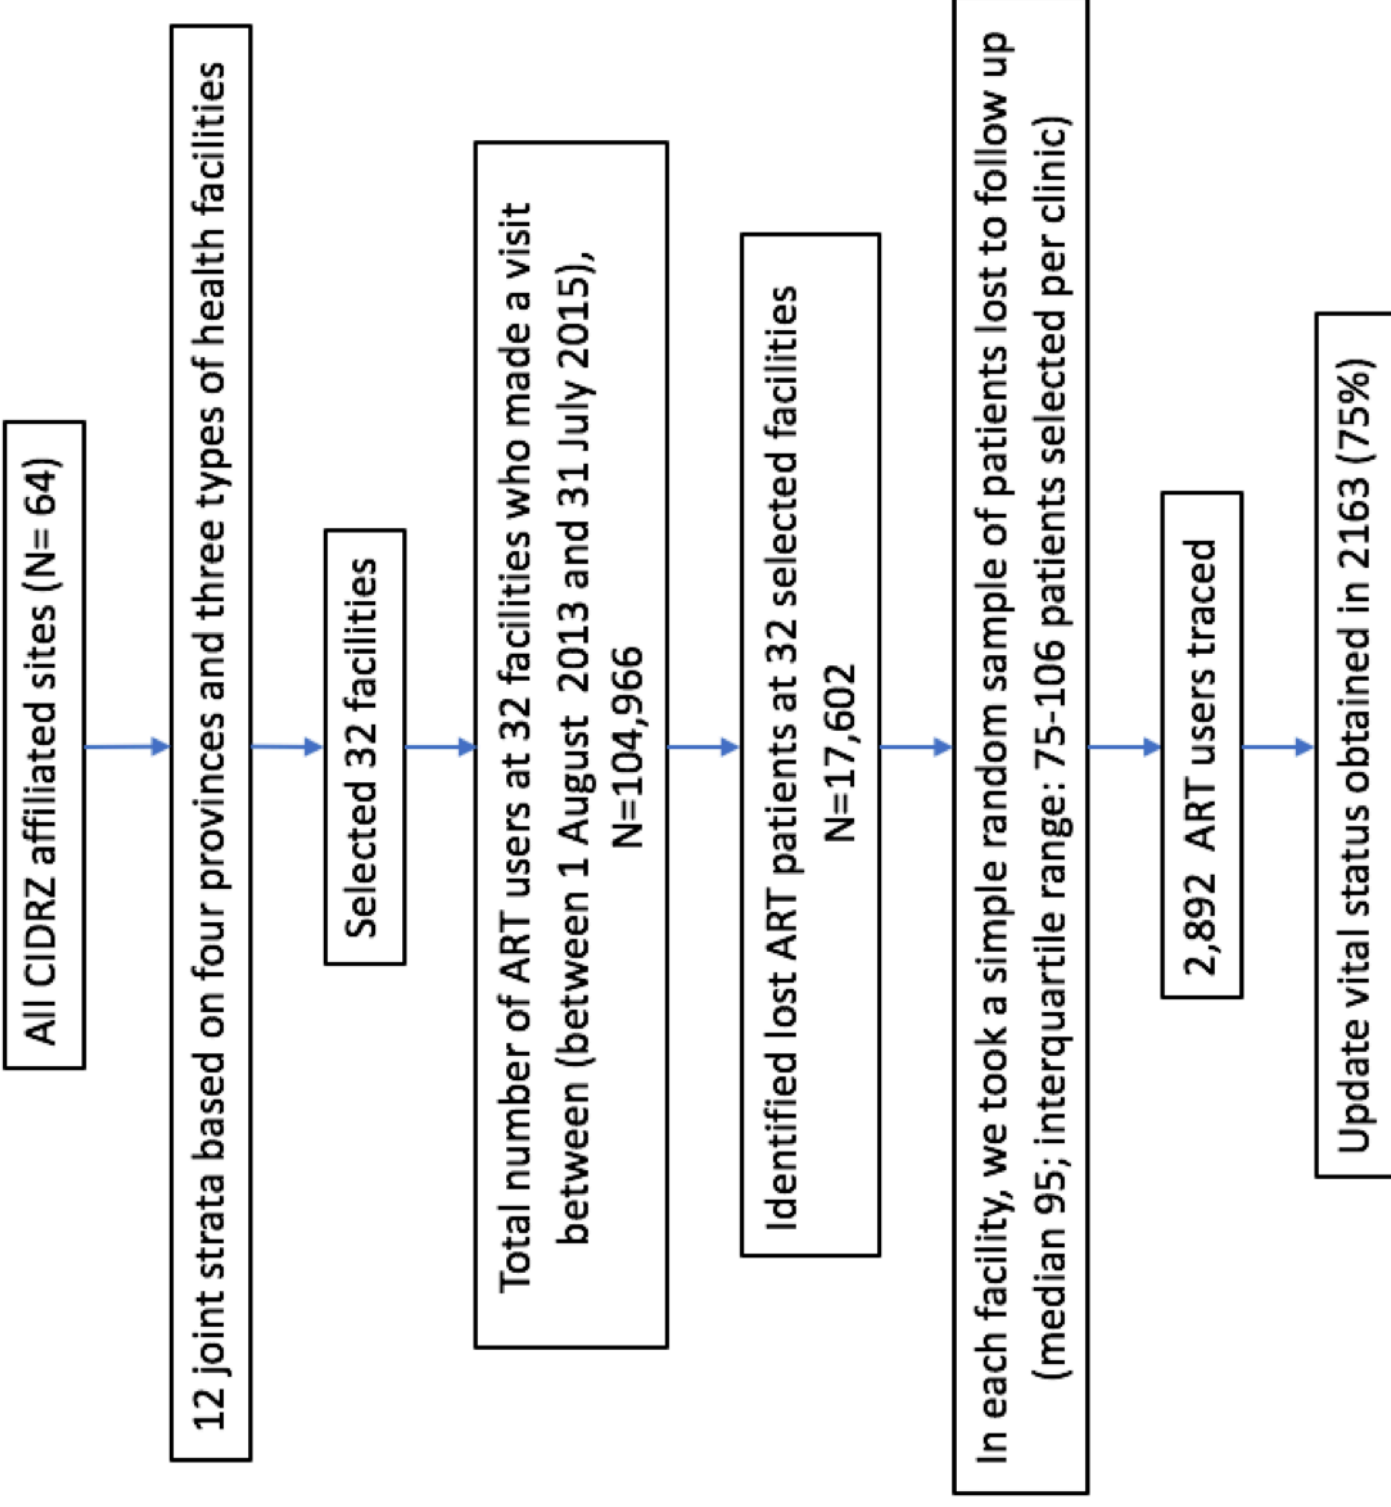 All CIDRZ affiliated sites (N= 64)
12 joint strata based on four provinces and three types of health facilities
Selected 32 facilities
Total number of ART users at 32 facilities who made a visit
between (between 1 August 2013 and 31 July 2015),
N=104,966
Identified lost ART patients at 32 selected facilities
N=17,602
In each facility, we took a simple random sample of patients lost to follow up
(median 95; interquartile range: 75-106 patients selected per clinic)
2,892 ART users traced
Update vital status obtained in 2163 (75%)